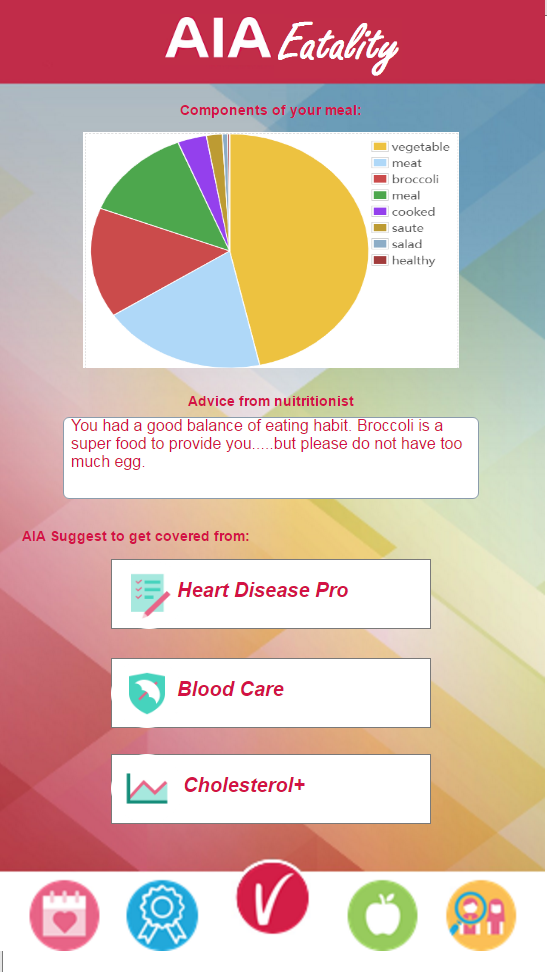 AIA Eatality
Components of your meal:
vegetable
meat
broccoli
meal
cooked
saute
salad
healthy
Advice from nuitritionist
You had a good balance of eating habit. Broccoli is a
super food to provide you.....but please do not have too
much egg.
AIA Suggest to get covered from:
Heart Disease Pro
Blood Care
Cholesterol+